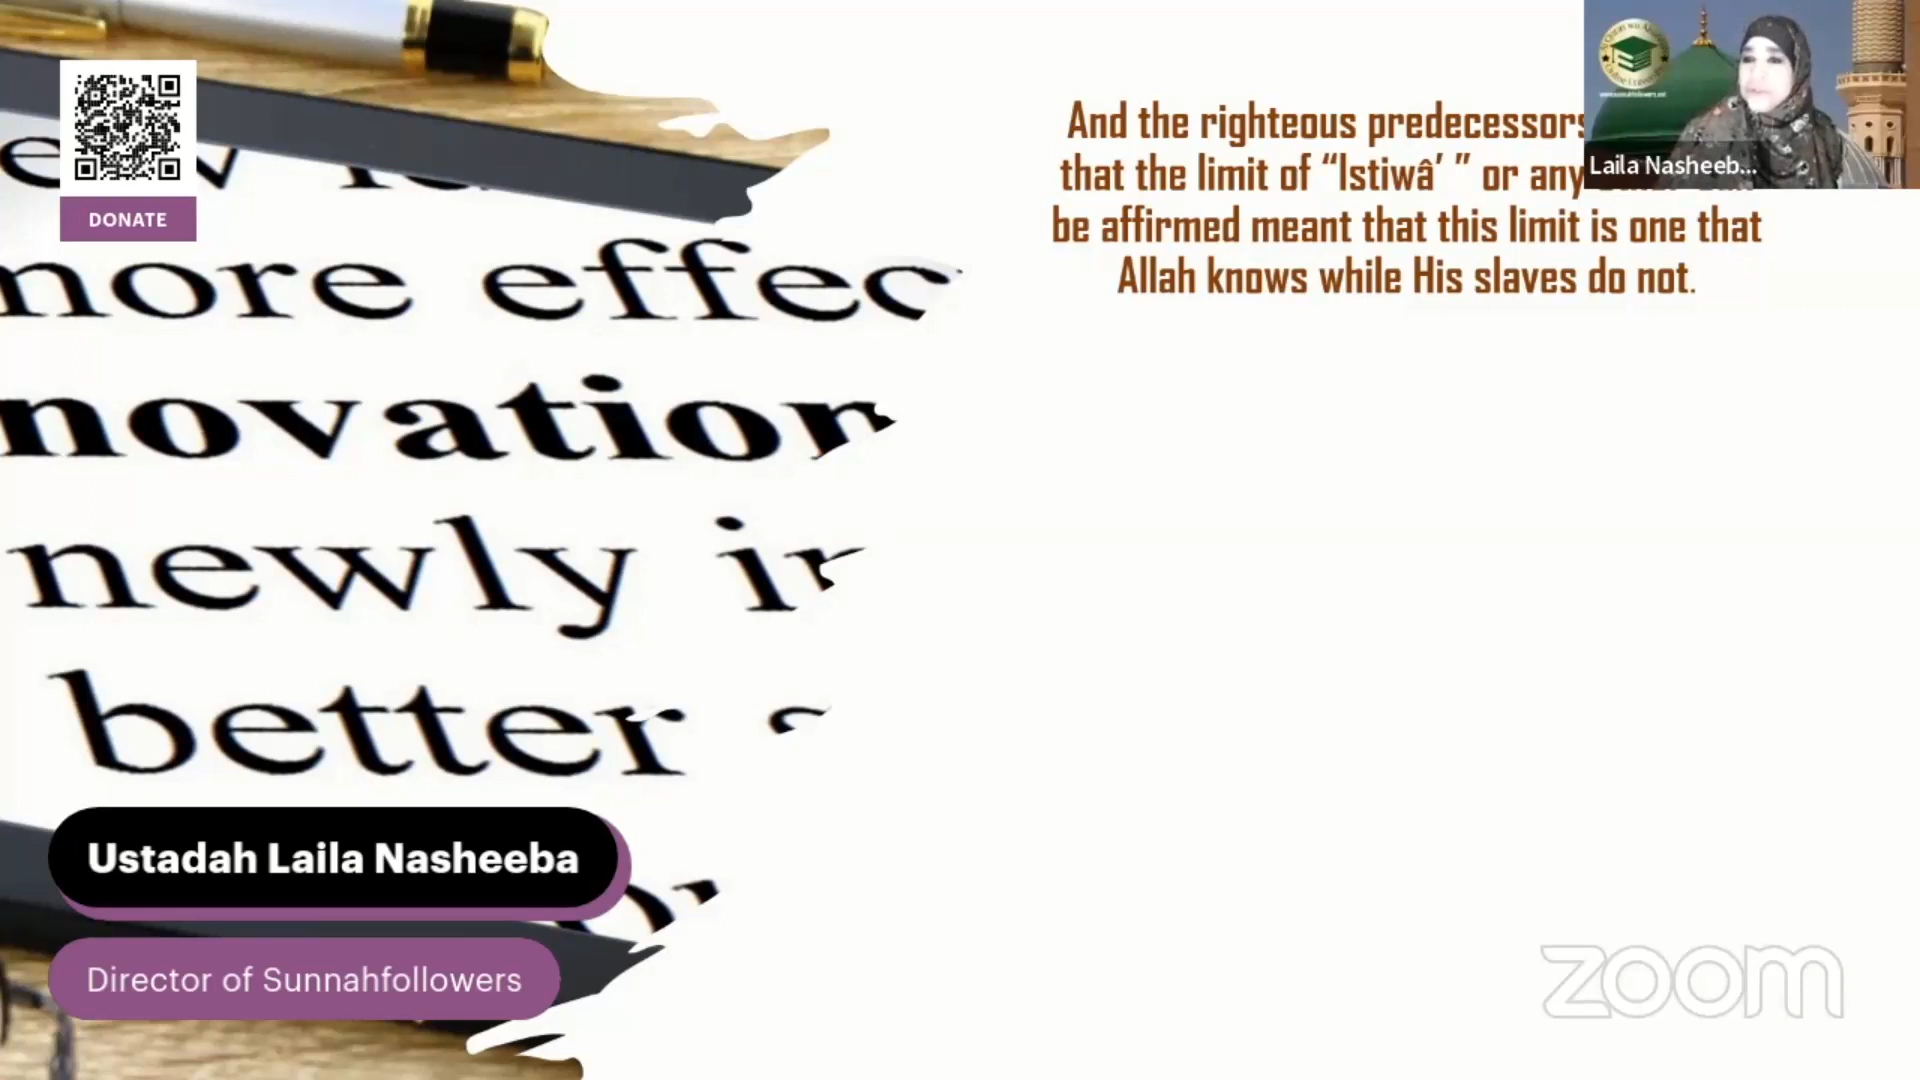 DONATE
more effec
novation
newly in
better
And the righteous predecessors
that the limit of “Istiwâ’ ” or any
be affirmed meant that this limit is one that
Allah knows while His slaves do not.
Laila Nasheeb...
Ustadah Laila Nasheeba
Director of Sunnahfollowers
zoom